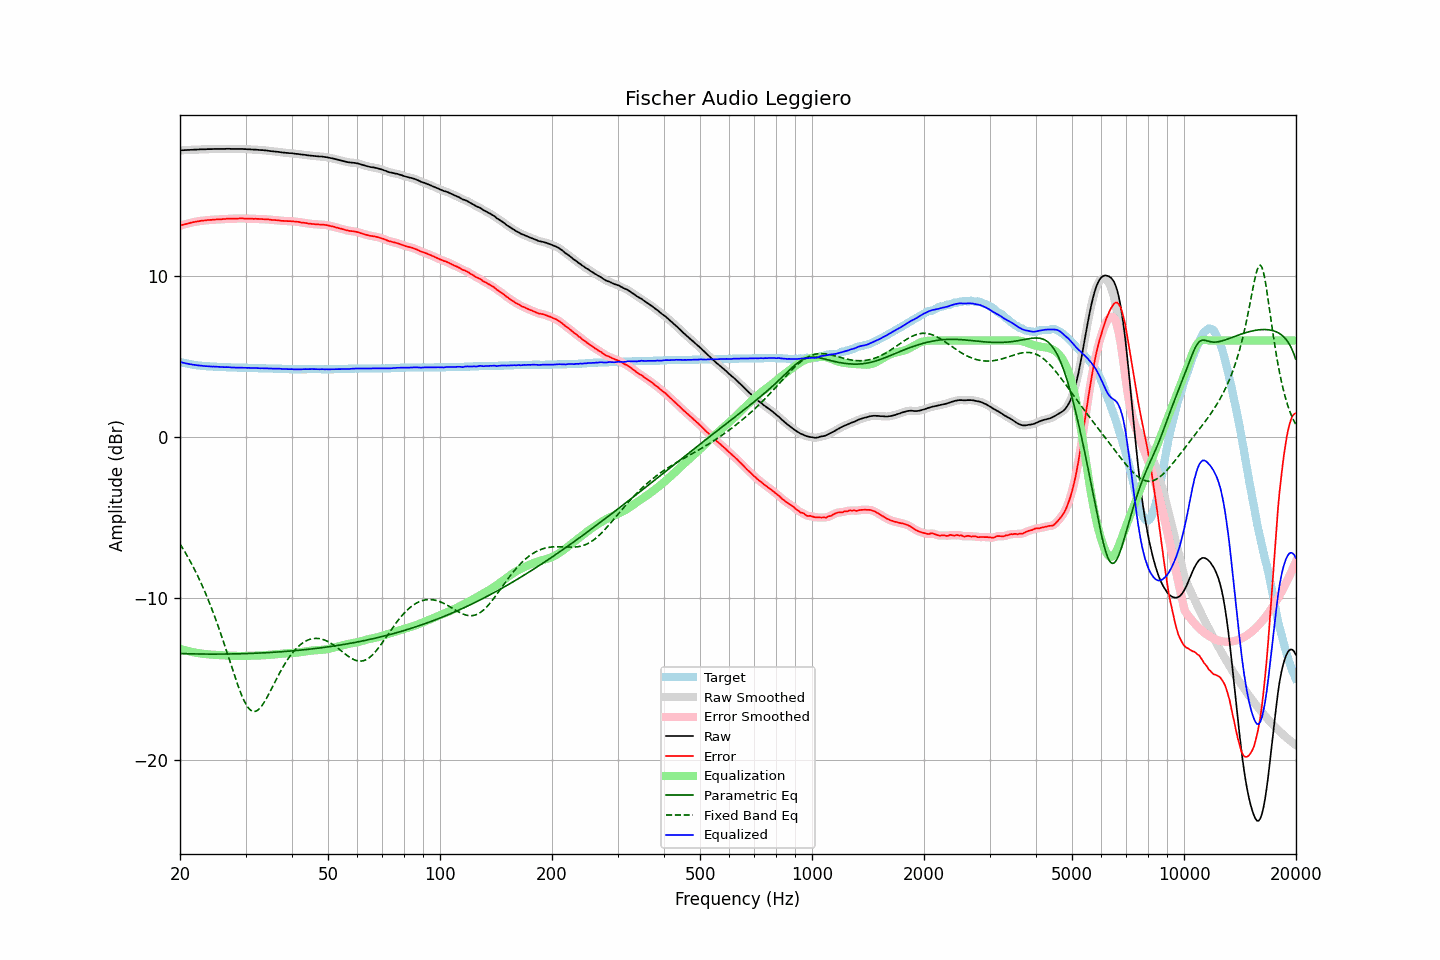 Fischer Audio Leggiero
Amplitude (dBr)
10
0
−10
−20
Target
Raw Smoothed
Error Smoothed
Raw
Error
Equalization
Parametric Eq
Fixed Band Eq
Equalized
20 50 100 200 500 1000 2000 5000 10000 20000
Frequency (Hz)